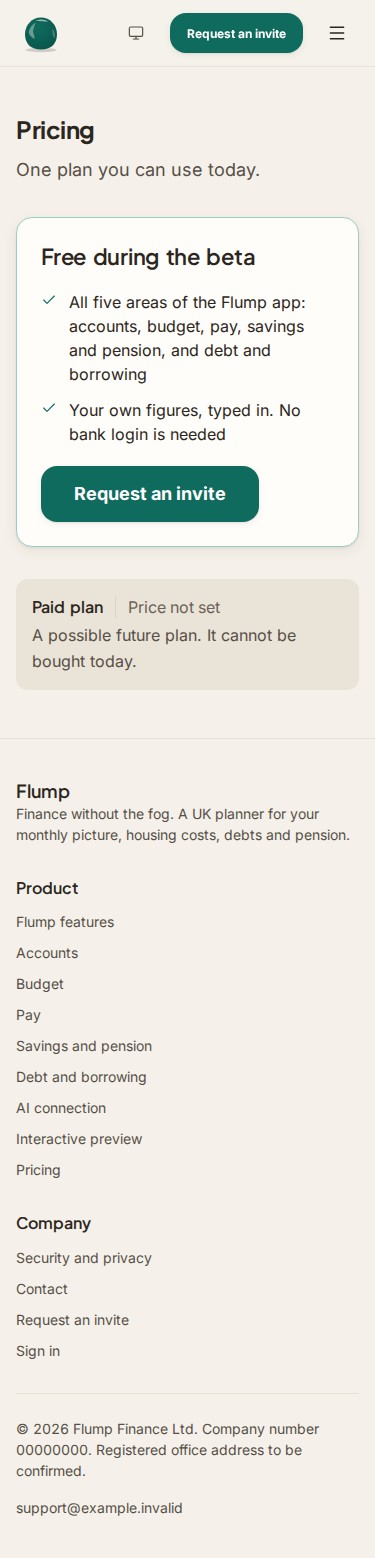 Request an invite
Pricing
One plan you can use today.
Free during the beta
All five areas of the Flump app:
accounts, budget, pay, savings
and pension, and debt and
borrowing
Your own figures, typed in. No
bank login is needed
Request an invite
Paid plan
Price not set
A possible future plan. It cannot be
bought today.
Flump
Finance without the fog. A UK planner for your
monthly picture, housing costs, debts and pension.
Product
Flump features
Accounts
Budget
Pay
Savings and pension
Debt and borrowing
AI connection
Interactive preview
Pricing
Company
Security and privacy
Contact
Request an invite
Sign in
© 2026 Flump Finance Ltd. Company number
00000000. Registered office address to be
confirmed.
support@example.invalid